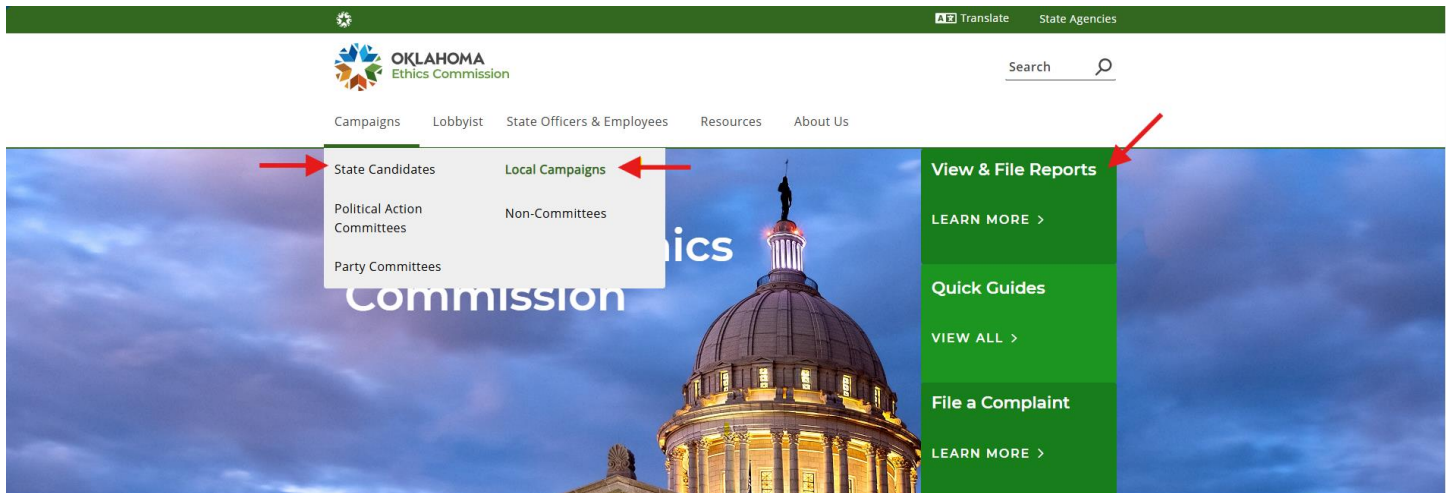 Translate
State Agencies
OKLAHOMA
Ethics Commission
Search
Campaigns
Lobbyist
State Officers & Employees
Resources
About Us
State Candidates
Local Campaigns
Political Action
Committees
Non-Committees
Party Committees
ics
Commission
View & File Reports
LEARN MORE >
Quick Guides
VIEW ALL >
File a Complaint
LEARN MORE >